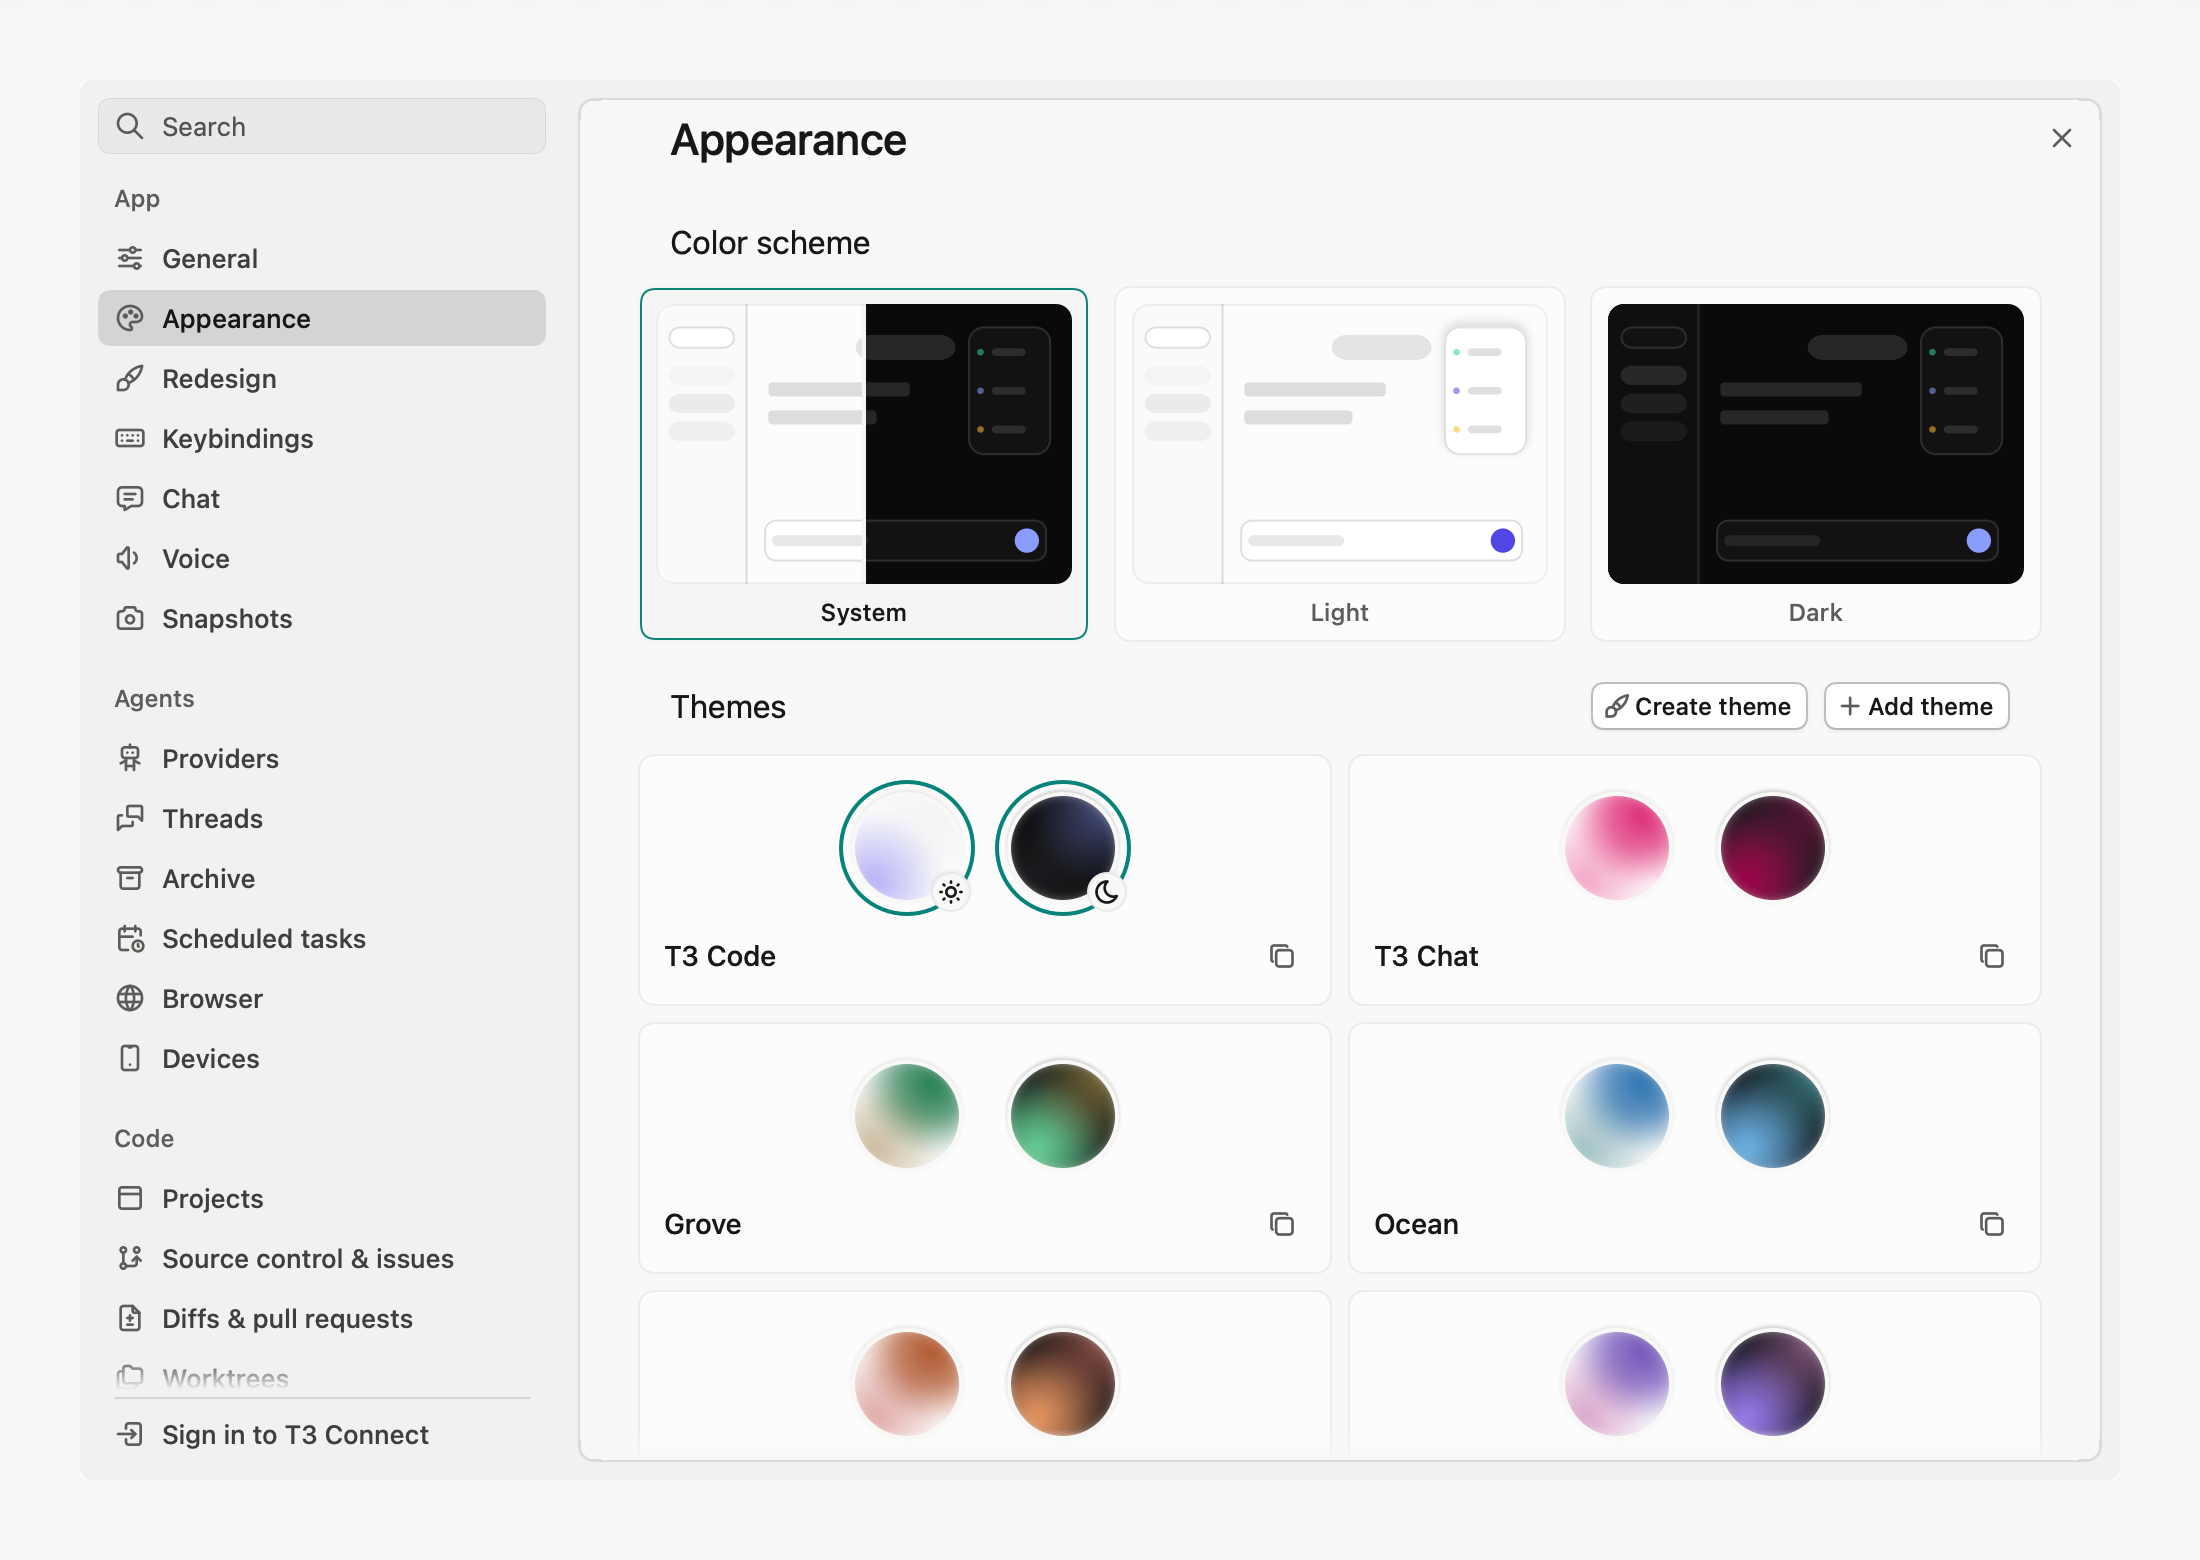 Search
App
General
Appearance
Redesign
Keybindings
Chat
Voice
Snapshots
Agents
Providers
Threads
Archive
Scheduled tasks
Browser
Devices
Code
Projects
Source control & issues
Diffs & pull requests
Worktrees
Sign in to T3 Connect
Appearance
Color scheme
System
Light
Dark
Themes
Create theme
Add theme
T3 Code
T3 Chat
Grove
Ocean